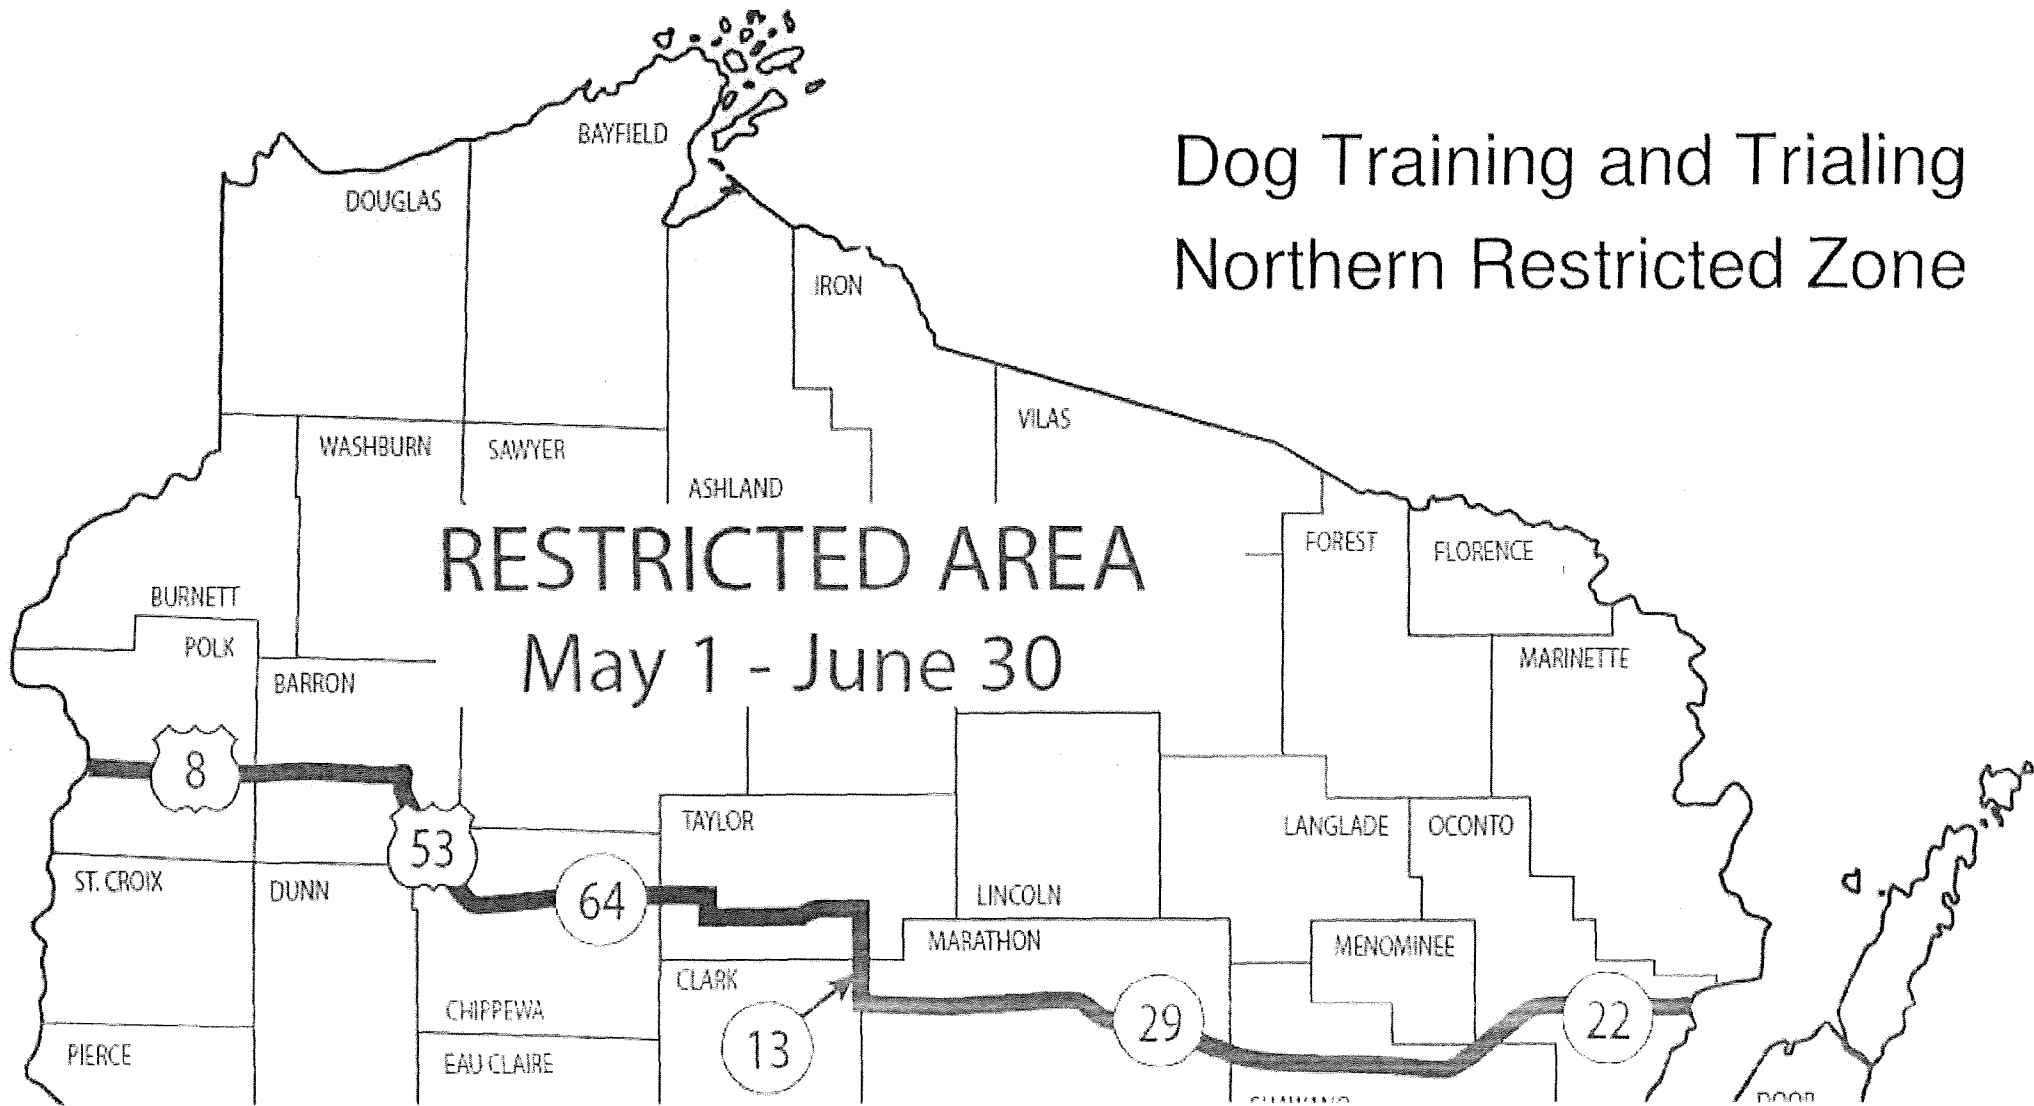 Dog Training and Trialing
Northern Restricted Zone
BAYFIELD
DOUGLAS
IRON
VILAS
WASHBURN
SAWYER
ASHLAND
RESTRICTED AREA
May 1 - June 30
FOREST
FLORENCE
BURNETT
POLK
BARRON
MARINETTE
8
53
TAYLOR
LANGLADE
OCONTO
ST. CROIX
DUNN
64
LINCOLN
MARATHON
MENOMINEE
CLARK
CHIPPEWA
13
29
22
PIERCE
EAU CLAIRE